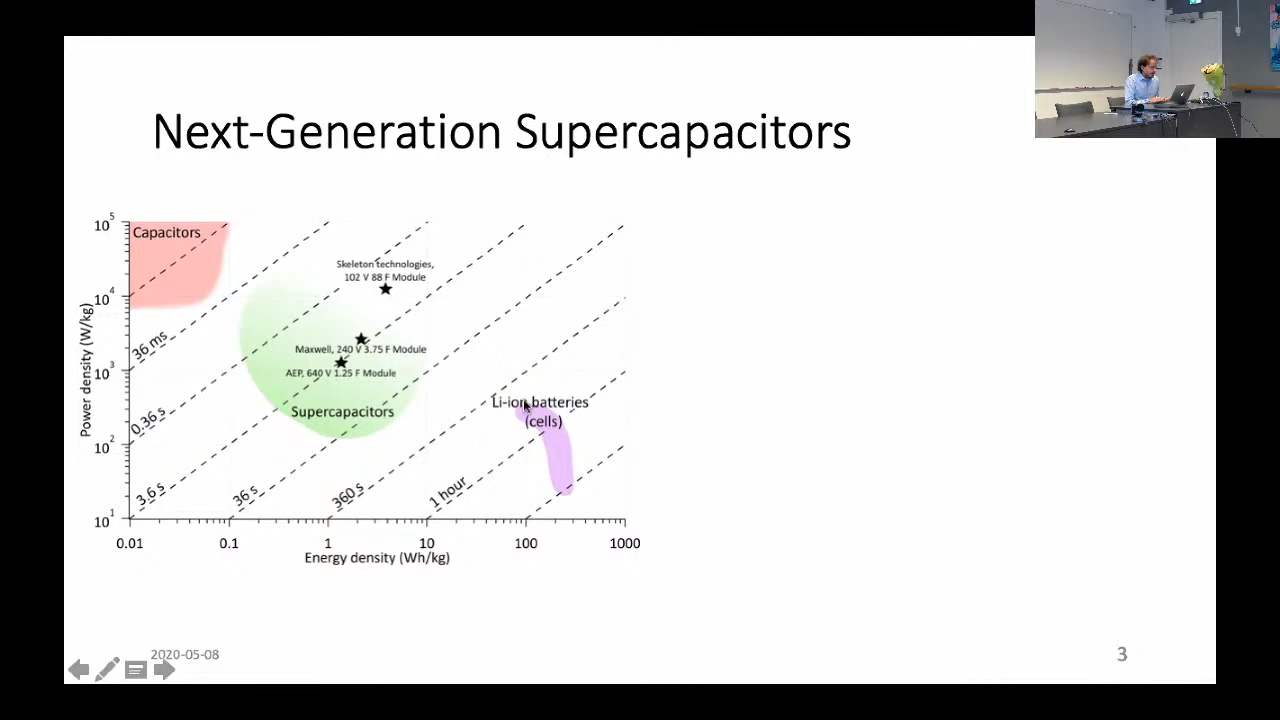 Next-Generation Supercapacitors
10^5
10^4
10^3
10^2
10^1
Power density (W/kg)
Capacitors
Skeleton technologies,
102 V 88 F Module
Maxwell, 240 V 3.75 F Module
AEP, 640 V 1.25 F Module
Supercapacitors
Li-ion batteries
(cells)
36 ms
0.36 s
3.6 s
36 s
360 s
1 hour
0.01
0.1
1
10
100
1000
Energy density (Wh/kg)
2020-05-08
3